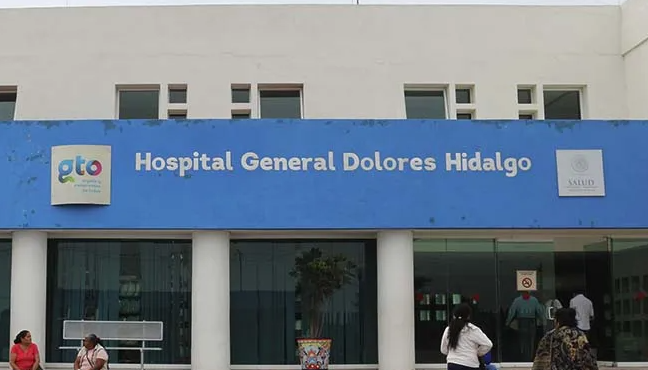 gto
Hospital General Dolores Hidalgo
SALUD